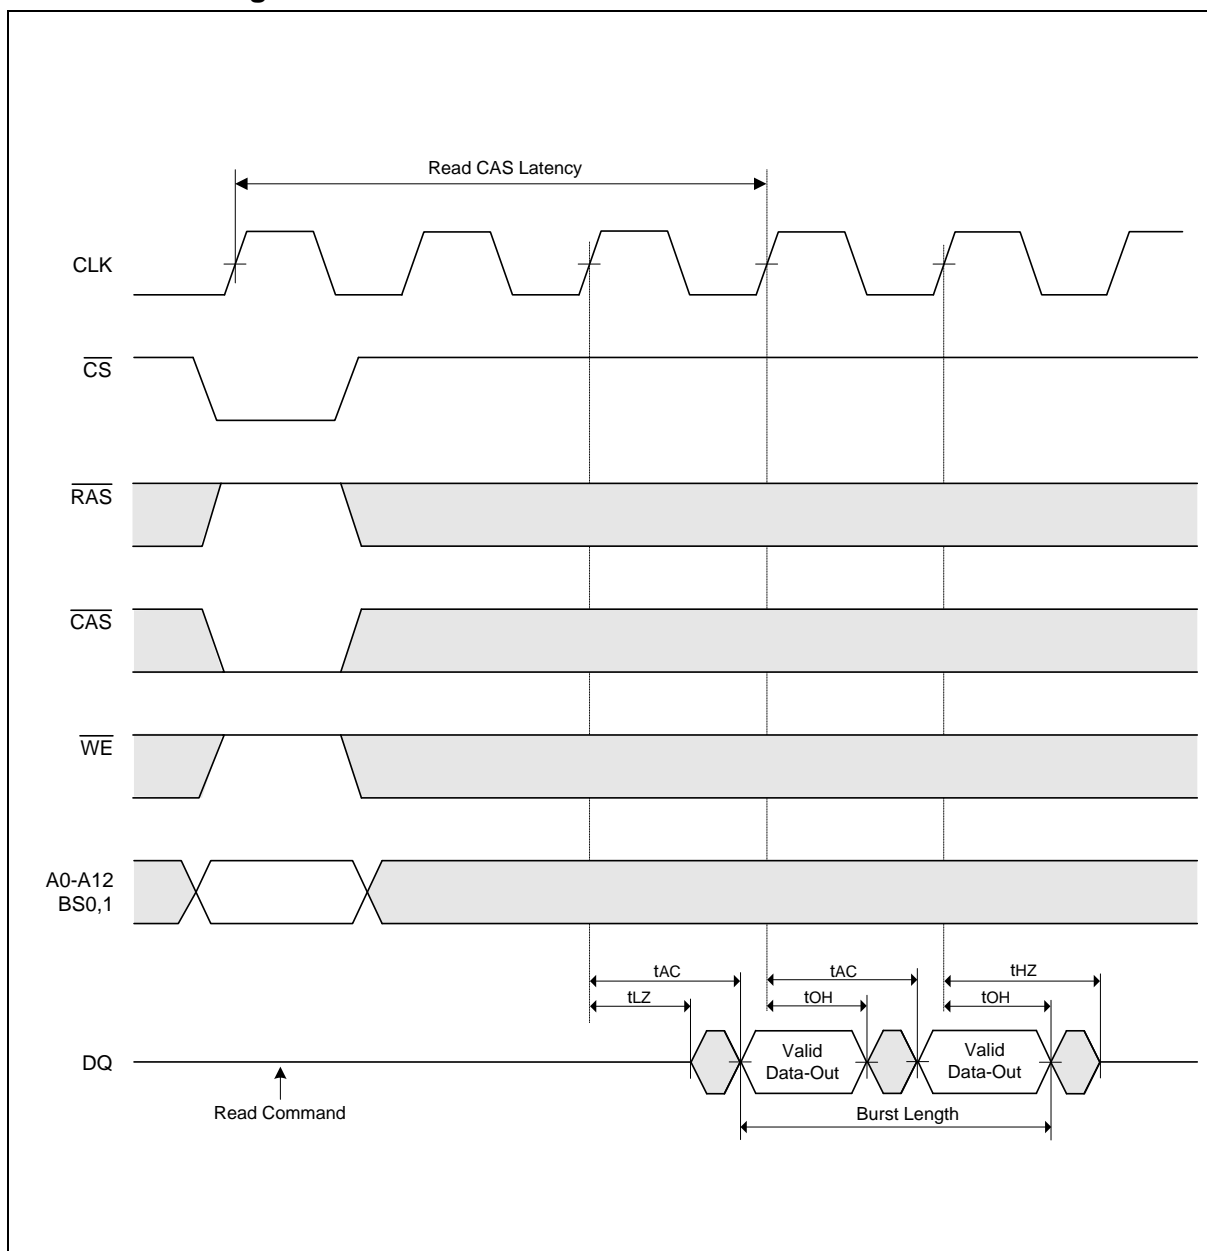 Read CAS Latency
CLK
CS
RAS
CAS
WE
A0-A12
BS0,1
tAC
tAC
tHZ
tLZ
tOH
tOH
DQ
Valid
Data-Out
Valid
Data-Out
Read Command
Burst Length